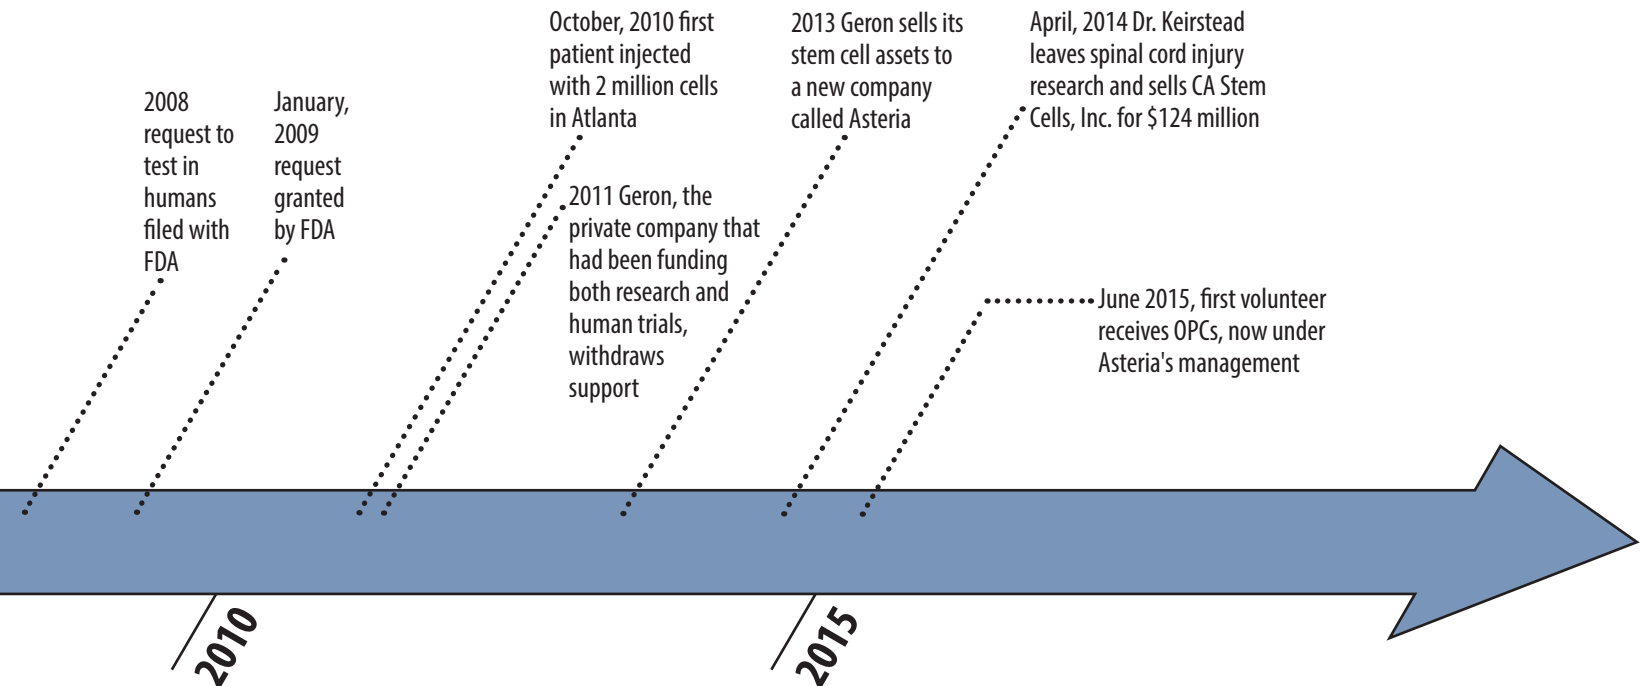 2008
request to
test in
humans
filed with
FDA
January,
2009
request
granted
by FDA
October, 2010 first
patient injected
with 2 million cells
in Atlanta
2011 Geron, the
private company that
had been funding
both research and
human trials,
withdraws
support
2013 Geron sells its
stem cell assets to
a new company
called Asteria
April, 2014 Dr. Keirstead
leaves spinal cord injury
research and sells CA Stem
Cells, Inc. for $124 million
June 2015, first volunteer
receives OPCs, now under
Asteria's management
2010
2015